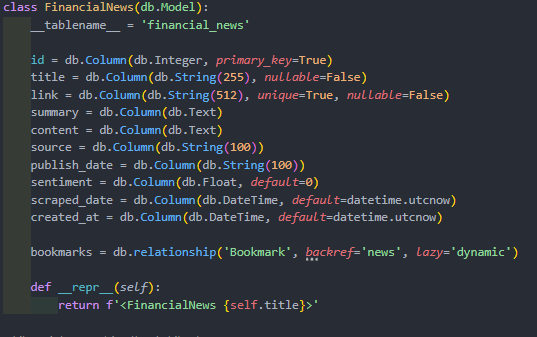 class FinancialNews(db.Model):
    __tablename__ = 'financial_news'

    id = db.Column(db.Integer, primary_key=True)
    title = db.Column(db.String(255), nullable=False)
    link = db.Column(db.String(512), unique=True, nullable=False)
    summary = db.Column(db.Text)
    content = db.Column(db.Text)
    source = db.Column(db.String(100))
    publish_date = db.Column(db.String(100))
    sentiment = db.Column(db.Float, default=0)
    scraped_date = db.Column(db.DateTime, default=datetime.utcnow)
    created_at = db.Column(db.DateTime, default=datetime.utcnow)

    bookmarks = db.relationship('Bookmark', backref='news', lazy='dynamic')

    def __repr__(self):
        return f'<FinancialNews {self.title}>'